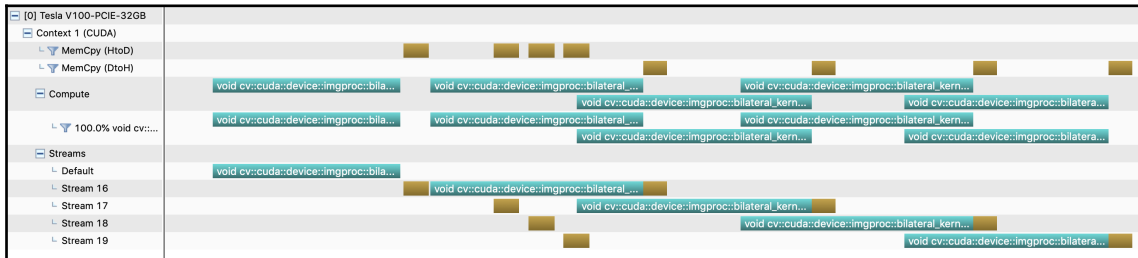 [0] Tesla V100-PCIE-32GB
Context 1 (CUDA)
MemCpy (HtoD)
MemCpy (DtoH)
Compute
void cv::cuda::device::imgproc::bila... void cv::cuda::device::imgproc::bilateral_... void cv::cuda::device::imgproc::bilateral_kern...
void cv::cuda::device::imgproc::bilateral_kern... void cv::cuda::device::imgproc::bilatera...
100.0% void cv::...
void cv::cuda::device::imgproc::bila... void cv::cuda::device::imgproc::bilateral_... void cv::cuda::device::imgproc::bilateral_kern...
void cv::cuda::device::imgproc::bilateral_kern... void cv::cuda::device::imgproc::bilatera...
Streams
Default void cv::cuda::device::imgproc::bila...
Stream 16 void cv::cuda::device::imgproc::bilateral_...
Stream 17 void cv::cuda::device::imgproc::bilateral_kern...
Stream 18 void cv::cuda::device::imgproc::bilateral_kern...
Stream 19 void cv::cuda::device::imgproc::bilatera...